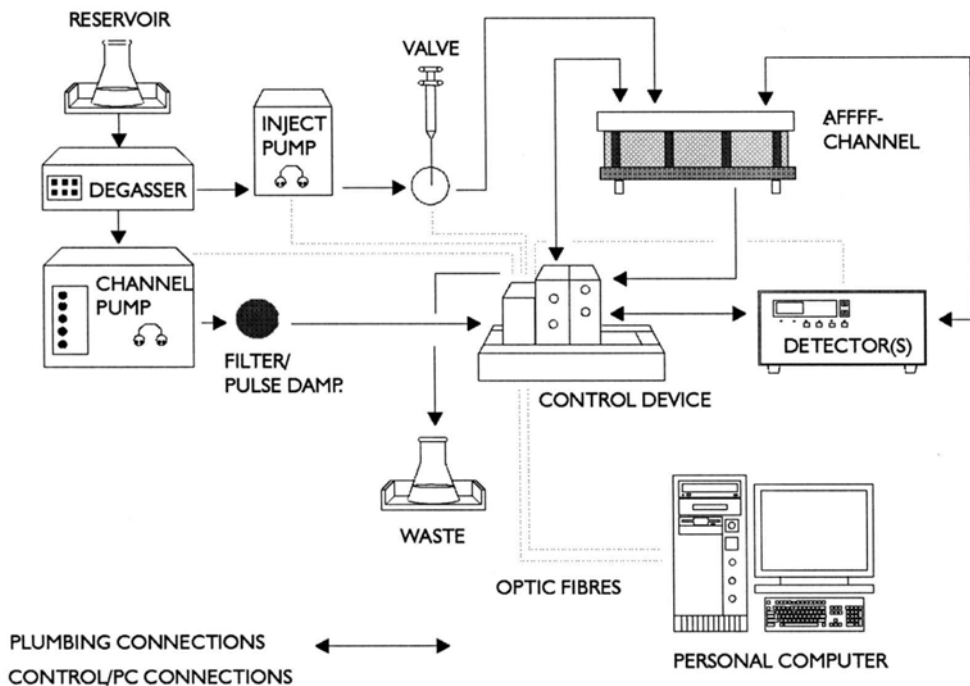 RESERVOIR
VALVE
INJECT
PUMP
AFFFF-
CHANNEL
DEGASSER
CHANNEL
PUMP
FILTER/
PULSE DAMP.
CONTROL DEVICE
DETECTOR(S)
WASTE
OPTIC FIBRES
PLUMBING CONNECTIONS
CONTROL/PC CONNECTIONS
PERSONAL COMPUTER